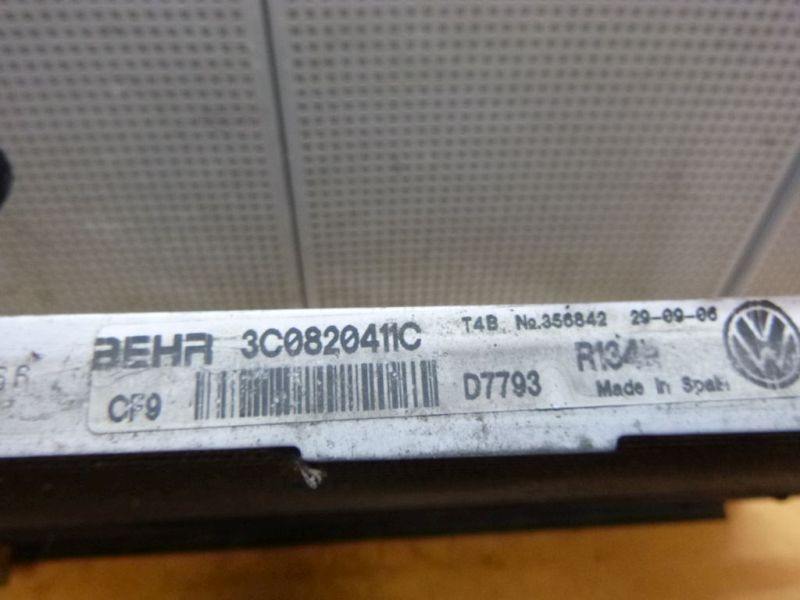 BEHR 3C0820411C T4B No.356842 29-09-06
CF9 D7793 R134a
Made in Spain